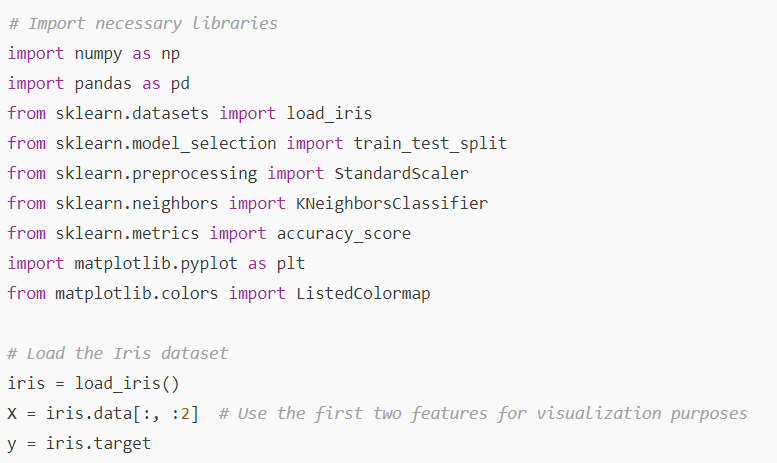 # Import necessary libraries
import numpy as np
import pandas as pd
from sklearn.datasets import load_iris
from sklearn.model_selection import train_test_split
from sklearn.preprocessing import StandardScaler
from sklearn.neighbors import KNeighborsClassifier
from sklearn.metrics import accuracy_score
import matplotlib.pyplot as plt
from matplotlib.colors import ListedColormap
# Load the Iris dataset
iris = load_iris()
X = iris.data[:, :2]  # Use the first two features for visualization purposes
y = iris.target